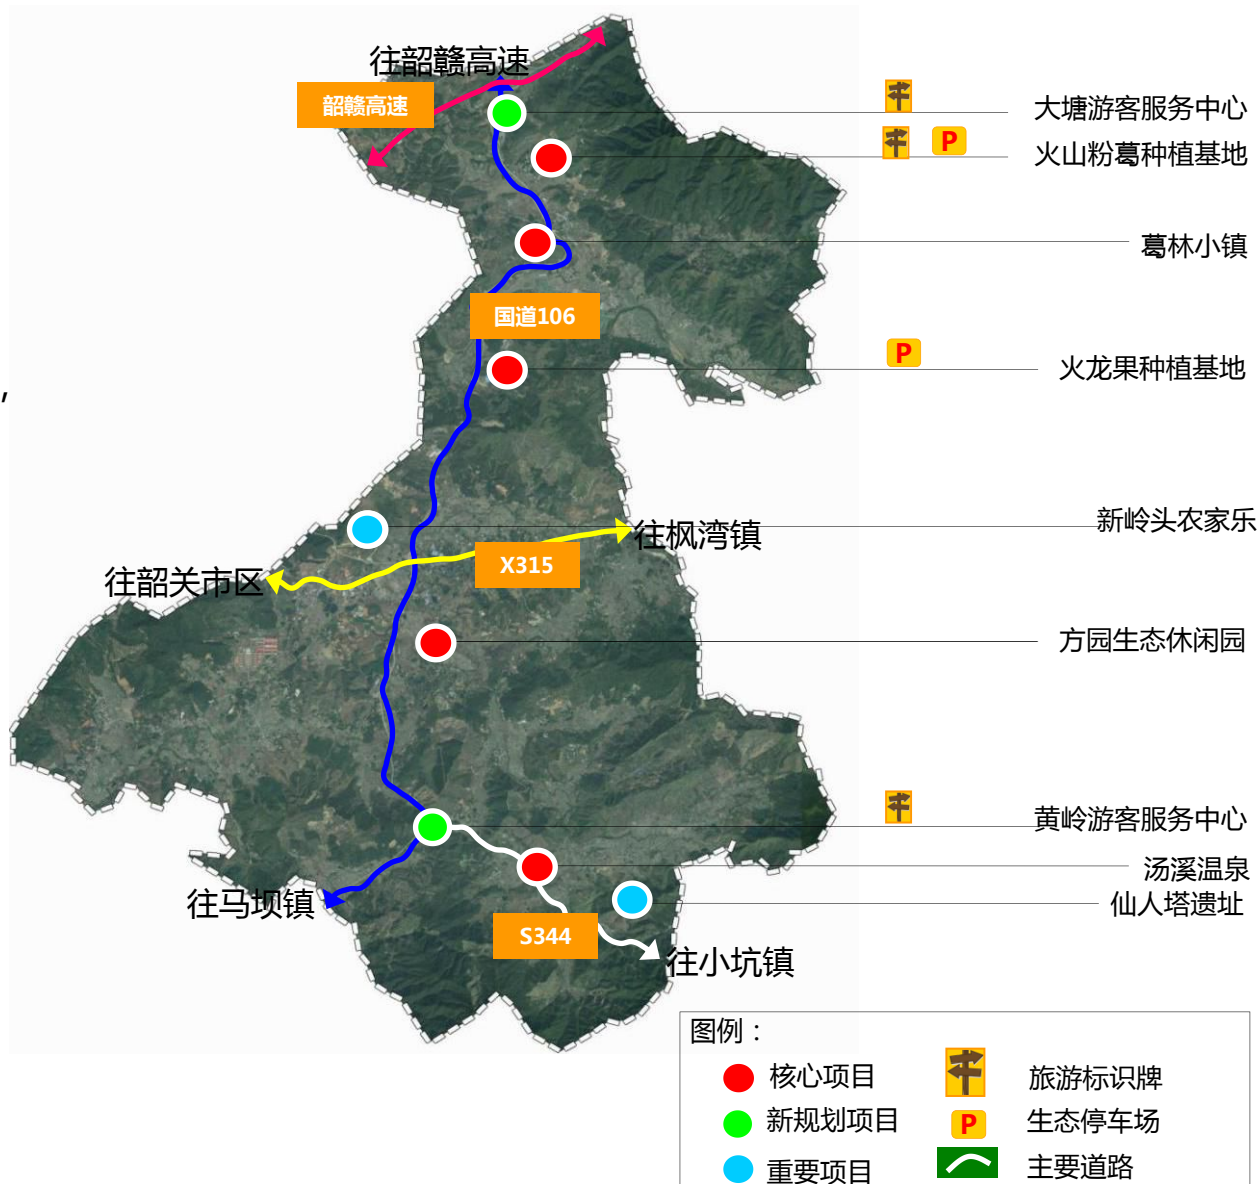 往韶赣高速
韶赣高速
大塘游客服务中心
P
火山粉葛种植基地
葛林小镇
国道106
P
火龙果种植基地
,
新岭头农家乐
往枫湾镇
X315
往韶关市区
方园生态休闲园
黄岭游客服务中心
汤溪温泉
仙人塔遗址
往马坝镇
S344
往小坑镇
图例：
核心项目
旅游标识牌
新规划项目
P
生态停车场
重要项目
主要道路